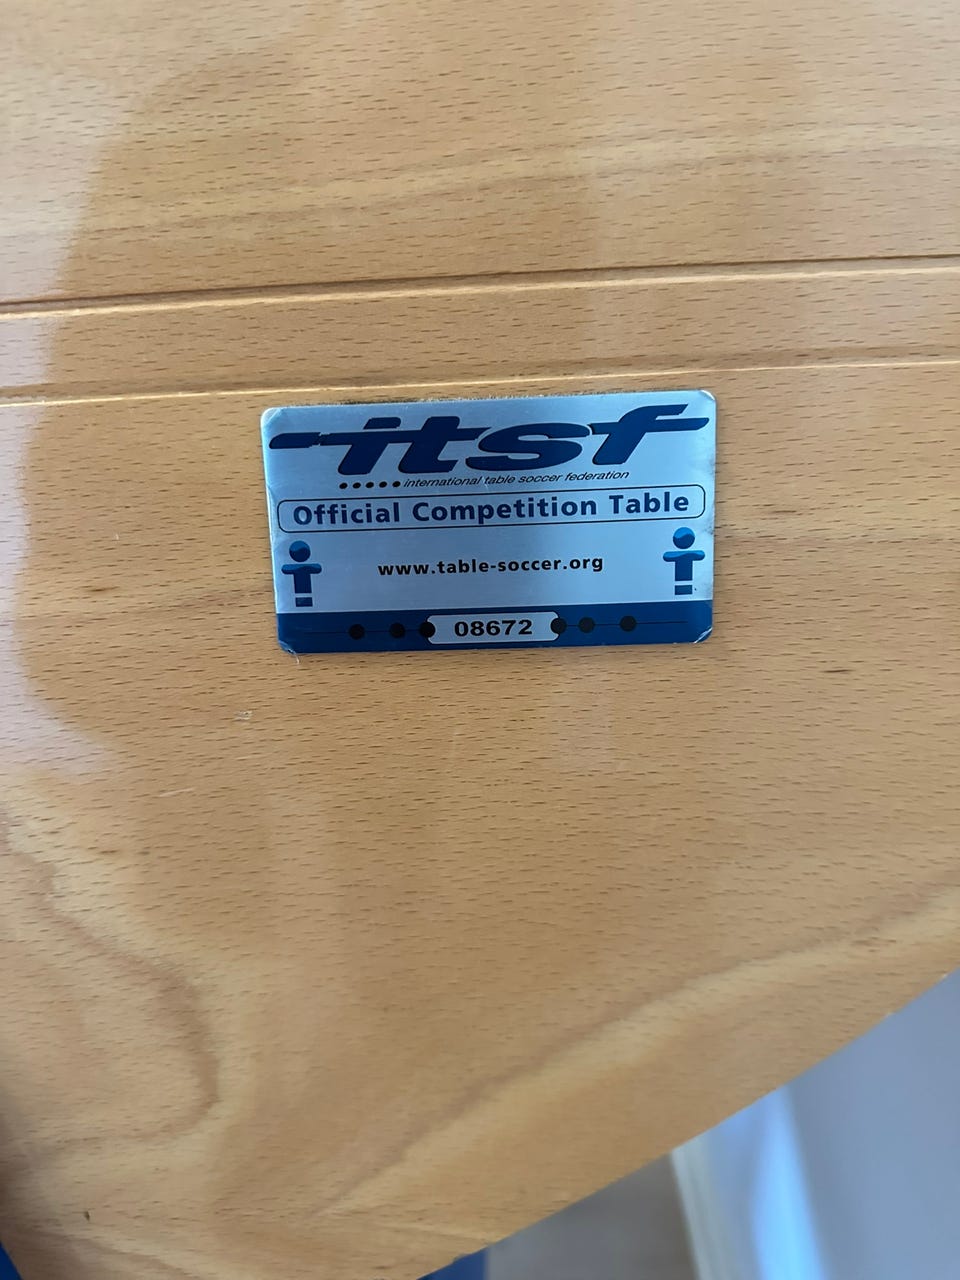 itsf
international table soccer federation
Official Competition Table
www.table-soccer.org
08672